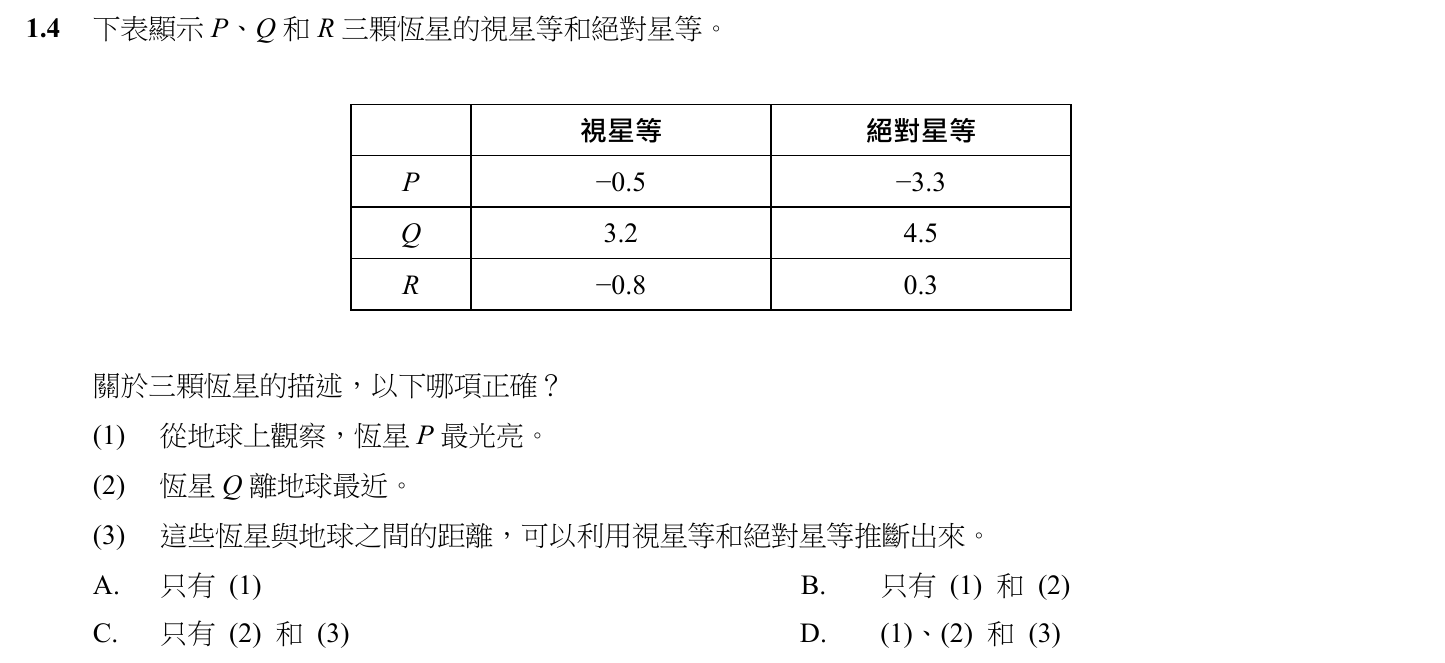 1.4 下表顯示 P、Q 和 R 三顆恆星的視星等和絕對星等。
視星等 絕對星等
P −0.5 −3.3
Q 3.2 4.5
R −0.8 0.3
關於三顆恆星的描述，以下哪項正確？
(1) 從地球上觀察，恆星 P 最光亮。
(2) 恆星 Q 離地球最近。
(3) 這些恆星與地球之間的距離，可以利用視星等和絕對星等推斷出來。
A. 只有 (1) B. 只有 (1) 和 (2)
C. 只有 (2) 和 (3) D. (1)、(2) 和 (3)